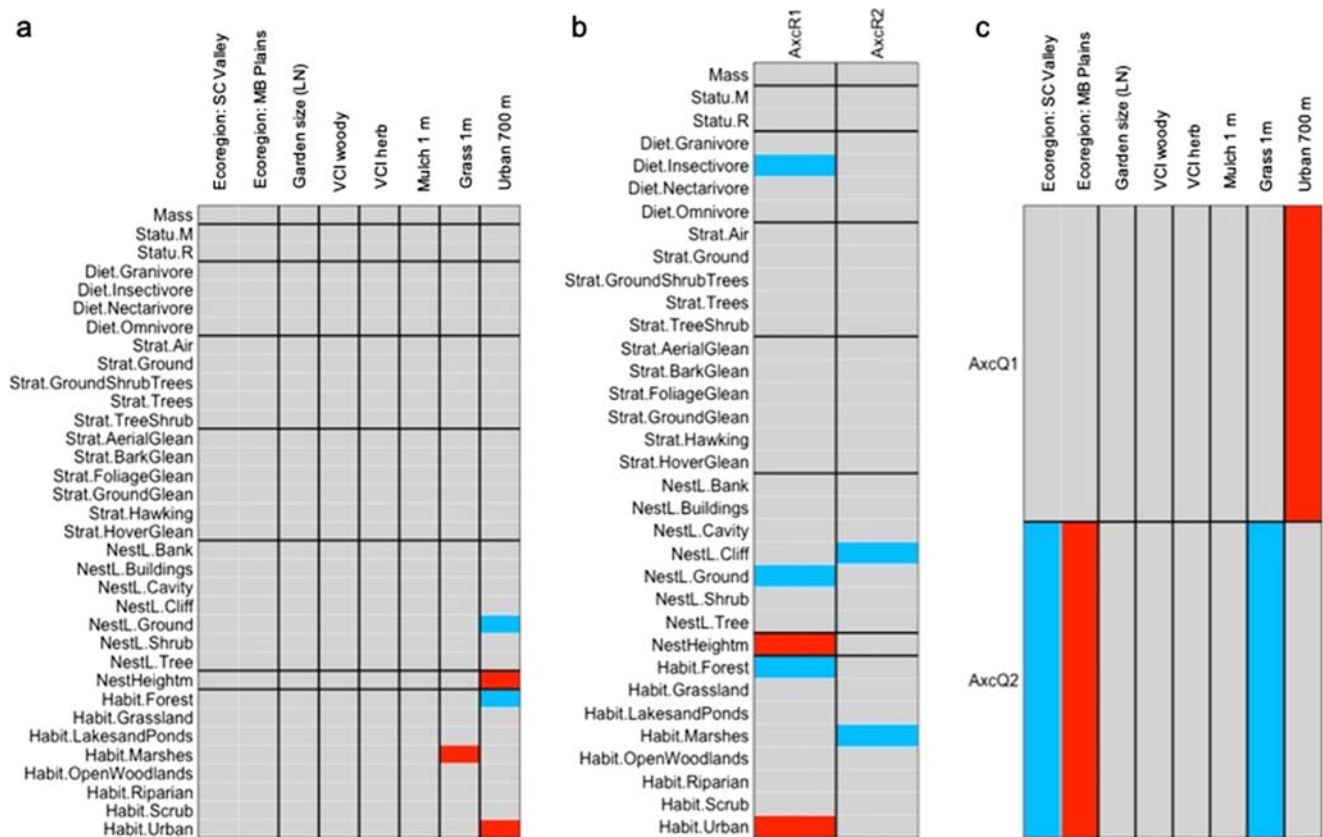 a
Ecoregion: SC Valley
Ecoregion: MB Plains
Garden size (LN)
VCI woody
VCI herb
Mulch 1 m
Grass 1m
Urban 700 m
Mass
Statu.M
Statu.R
Diet.Granivore
Diet.Insectivore
Diet.Nectarivore
Diet.Omnivore
Strat.Air
Strat.Ground
Strat.GroundShrubTrees
Strat.Trees
Strat.TreeShrub
Strat.AerialGlean
Strat.BarkGlean
Strat.FoliageGlean
Strat.GroundGlean
Strat.Hawking
Strat.HoverGlean
NestL.Bank
NestL.Buildings
NestL.Cavity
NestL.Cliff
NestL.Ground
NestL.Shrub
NestL.Tree
NestHeightm
Habit.Forest
Habit.Grassland
Habit.LakesandPonds
Habit.Marshes
Habit.OpenWoodlands
Habit.Riparian
Habit.Scrub
Habit.Urban
b
AxcR1
AxcR2
Mass
Statu.M
Statu.R
Diet.Granivore
Diet.Insectivore
Diet.Nectarivore
Diet.Omnivore
Strat.Air
Strat.Ground
Strat.GroundShrubTrees
Strat.Trees
Strat.TreeShrub
Strat.AerialGlean
Strat.BarkGlean
Strat.FoliageGlean
Strat.GroundGlean
Strat.Hawking
Strat.HoverGlean
NestL.Bank
NestL.Buildings
NestL.Cavity
NestL.Cliff
NestL.Ground
NestL.Shrub
NestL.Tree
NestHeightm
Habit.Forest
Habit.Grassland
Habit.LakesandPonds
Habit.Marshes
Habit.OpenWoodlands
Habit.Riparian
Habit.Scrub
Habit.Urban
c
Ecoregion: SC Valley
Ecoregion: MB Plains
Garden size (LN)
VCI woody
VCI herb
Mulch 1 m
Grass 1m
Urban 700 m
AxcQ1
AxcQ2